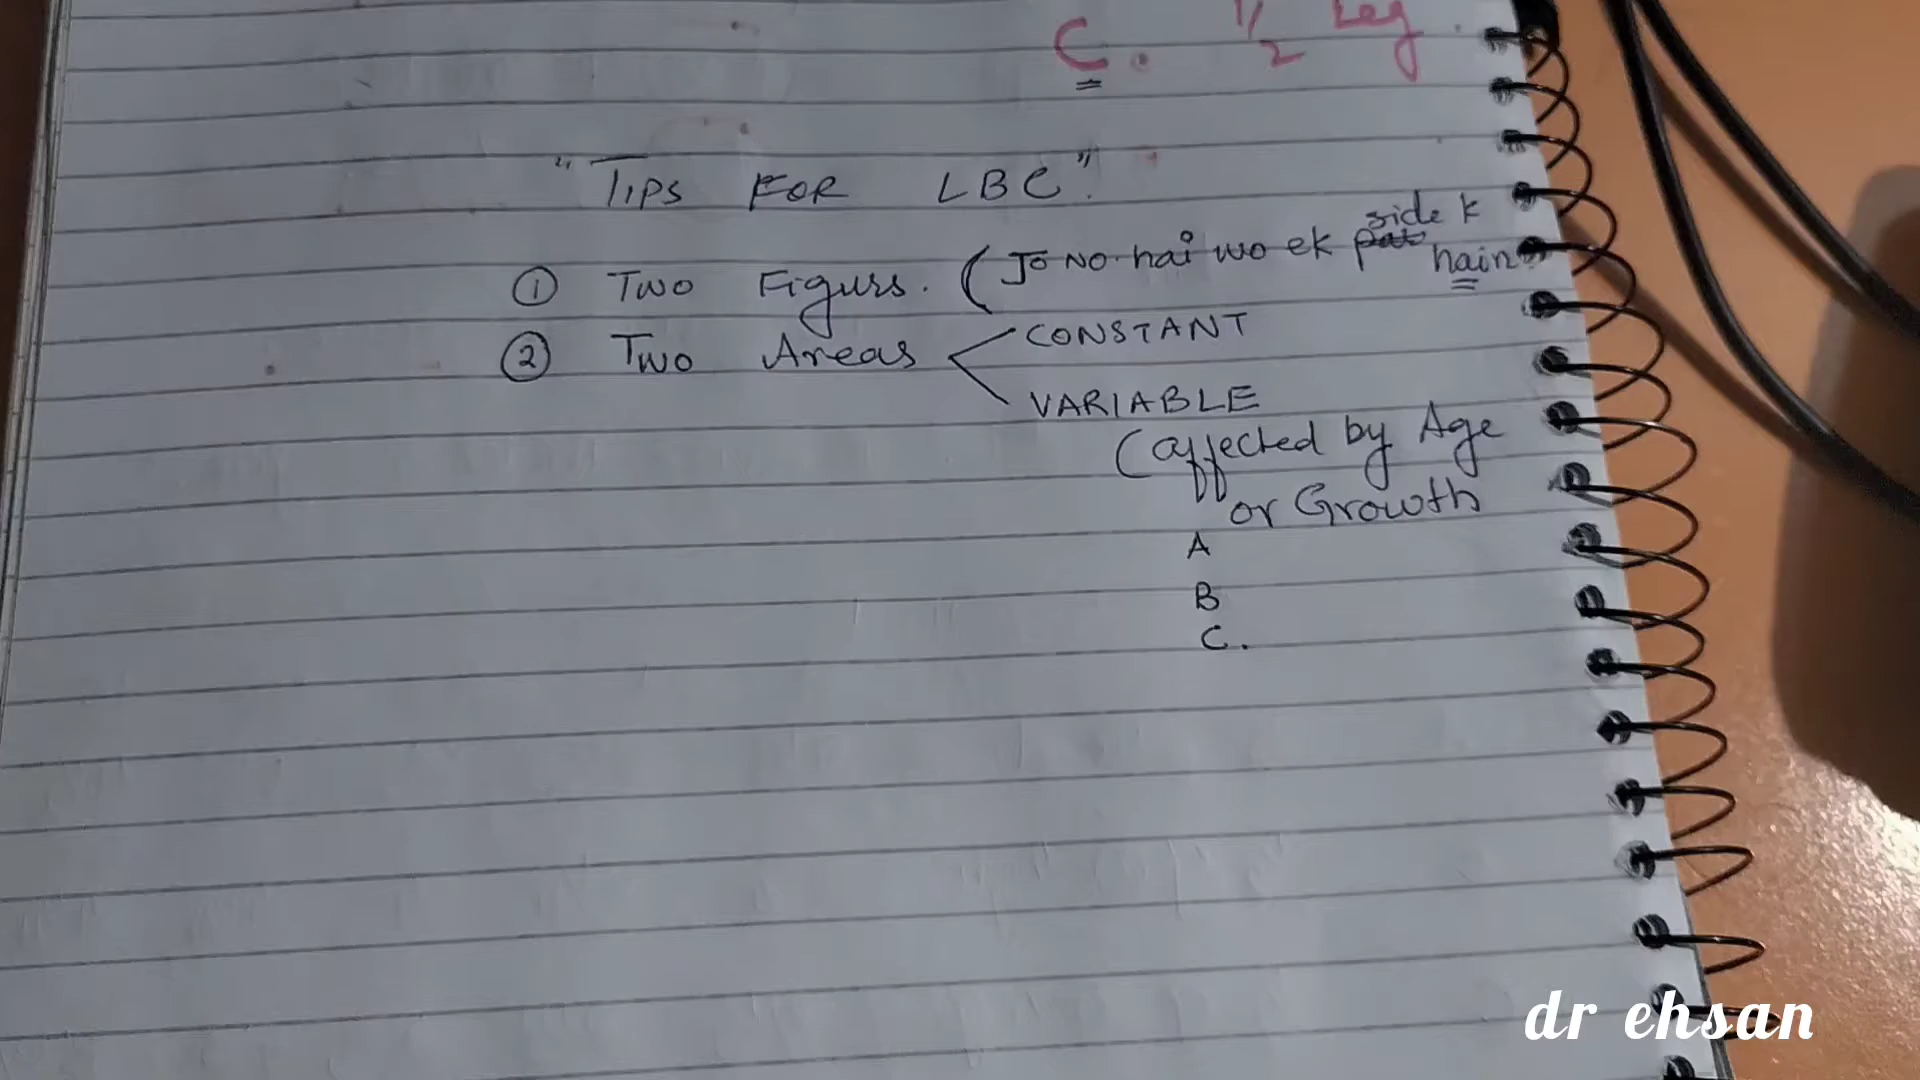 C. 1/2 Leg.
"TIPS FOR LBC".
① Two Figurs. (Jo No. hai wo ek side k hain
② Two Areas CONSTANT
VARIABLE
(affected by Age
or Growth
A
B
C.
dr ehsan